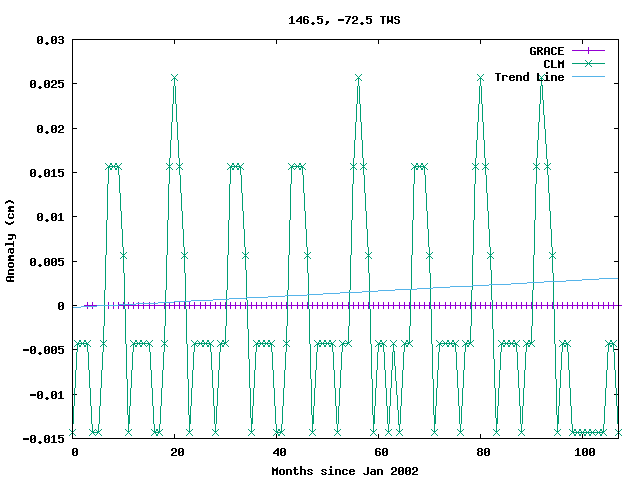 146.5, -72.5 TWS
GRACE
CLM
Trend Line
0.03
0.025
0.02
0.015
0.01
0.005
0
-0.005
-0.01
-0.015
Anomaly (cm)
0 20 40 60 80 100
Months since Jan 2002